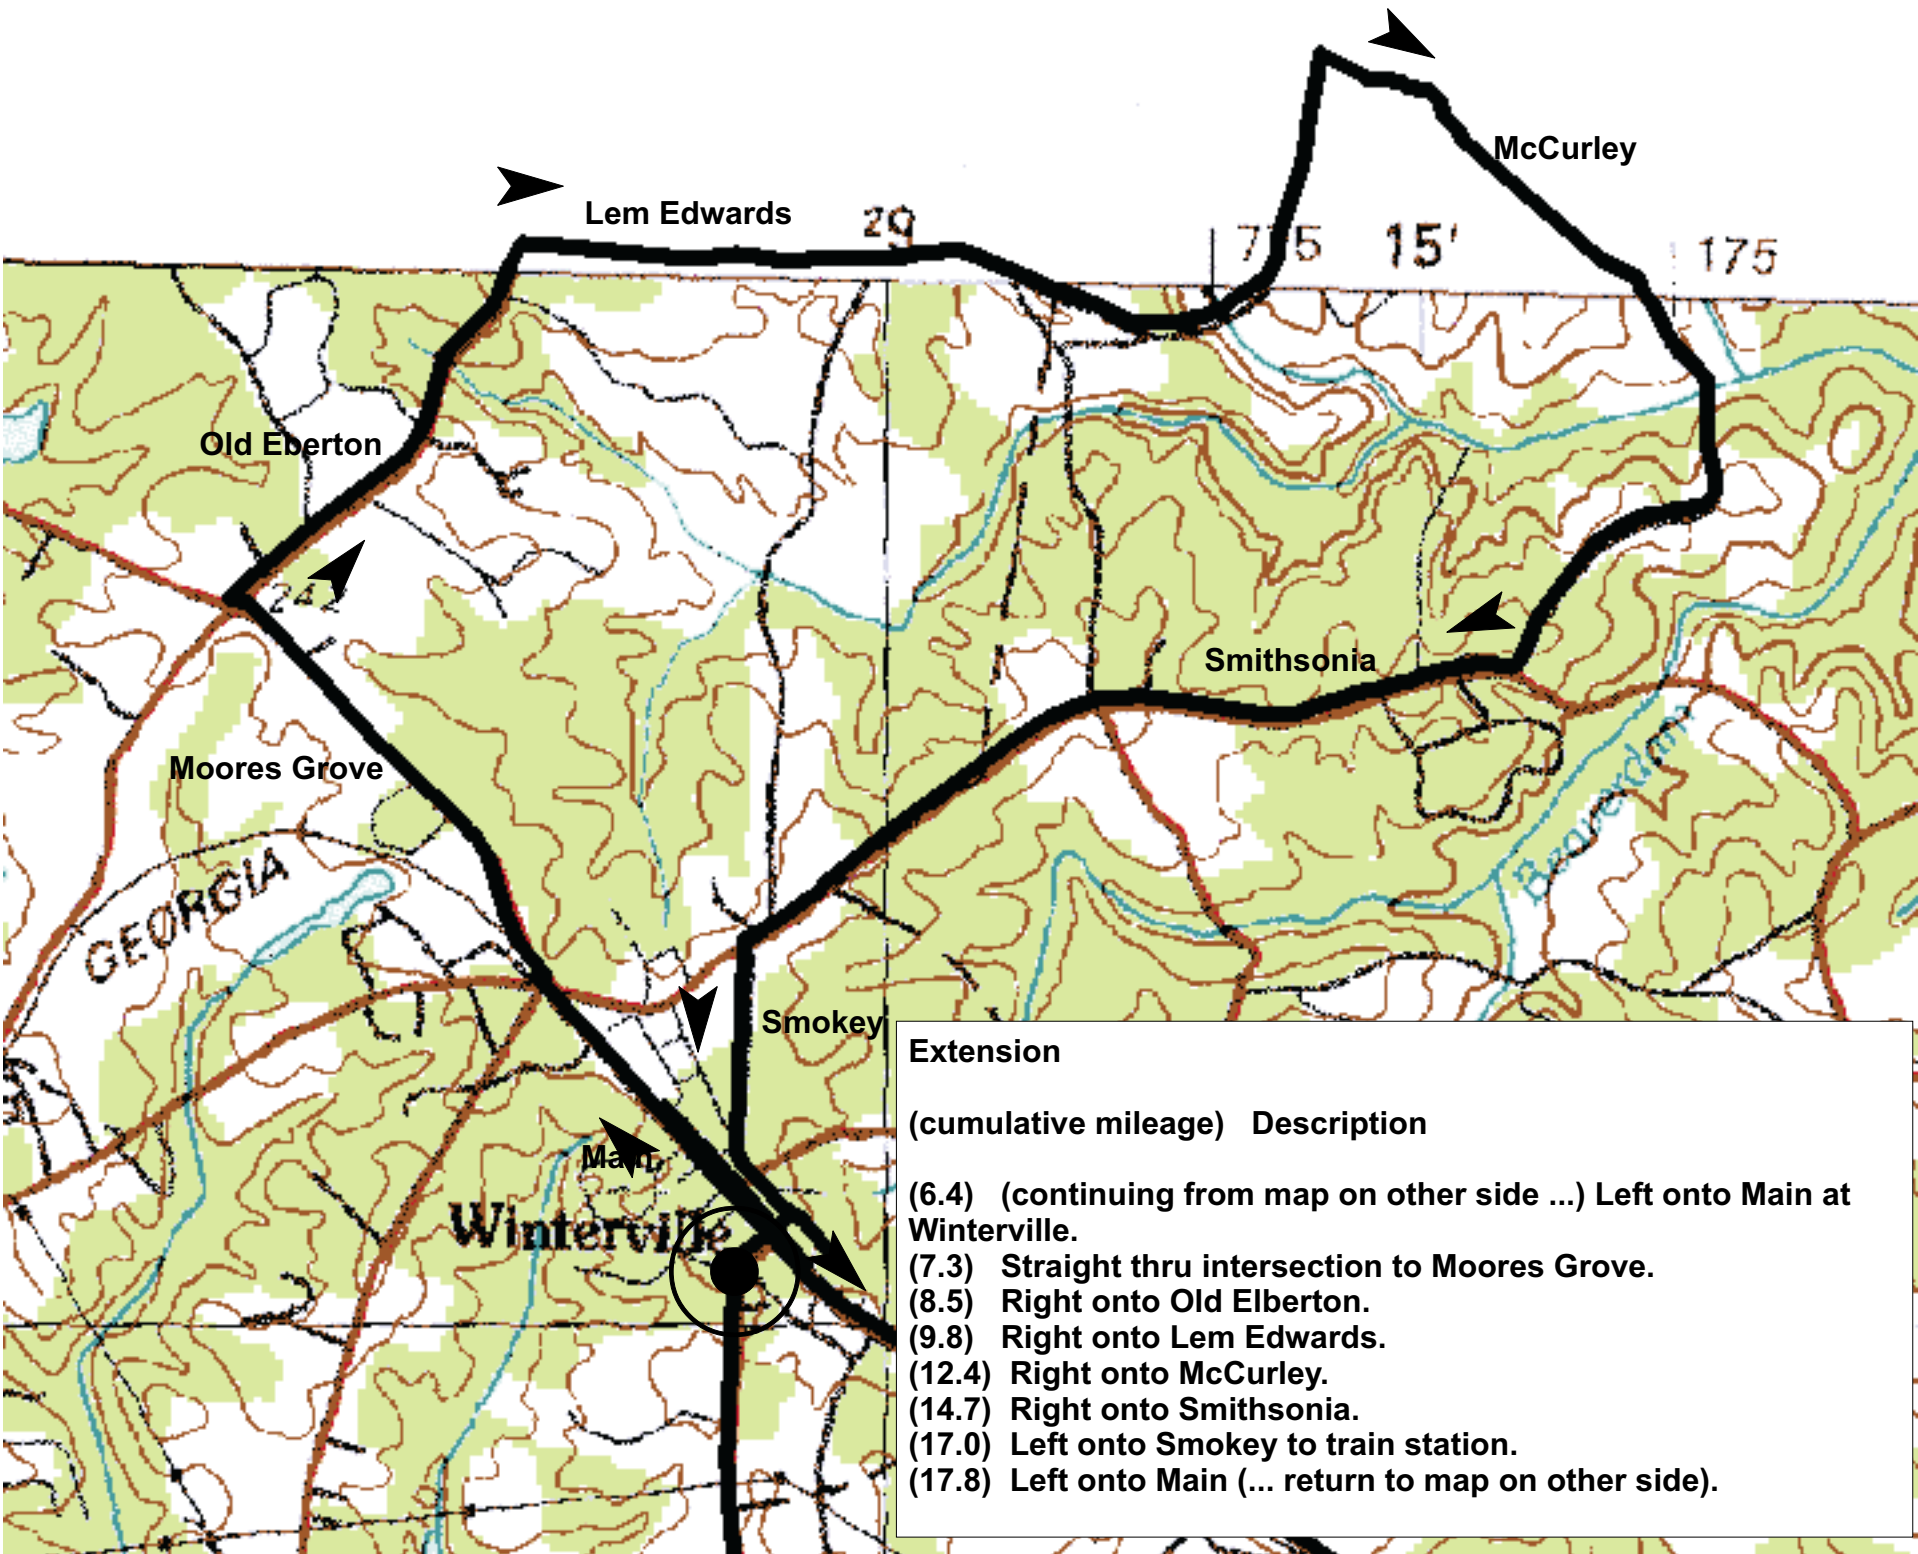 McCurley
Lem Edwards
29
775
15'
175
Old Eberton
242
Smithsonia
Moores Grove
Beaverdam
GEORGIA
Smokey
Main
Winterville
Extension
(cumulative mileage) Description
(6.4) (continuing from map on other side ...) Left onto Main at
Winterville.
(7.3) Straight thru intersection to Moores Grove.
(8.5) Right onto Old Elberton.
(9.8) Right onto Lem Edwards.
(12.4) Right onto McCurley.
(14.7) Right onto Smithsonia.
(17.0) Left onto Smokey to train station.
(17.8) Left onto Main (... return to map on other side).